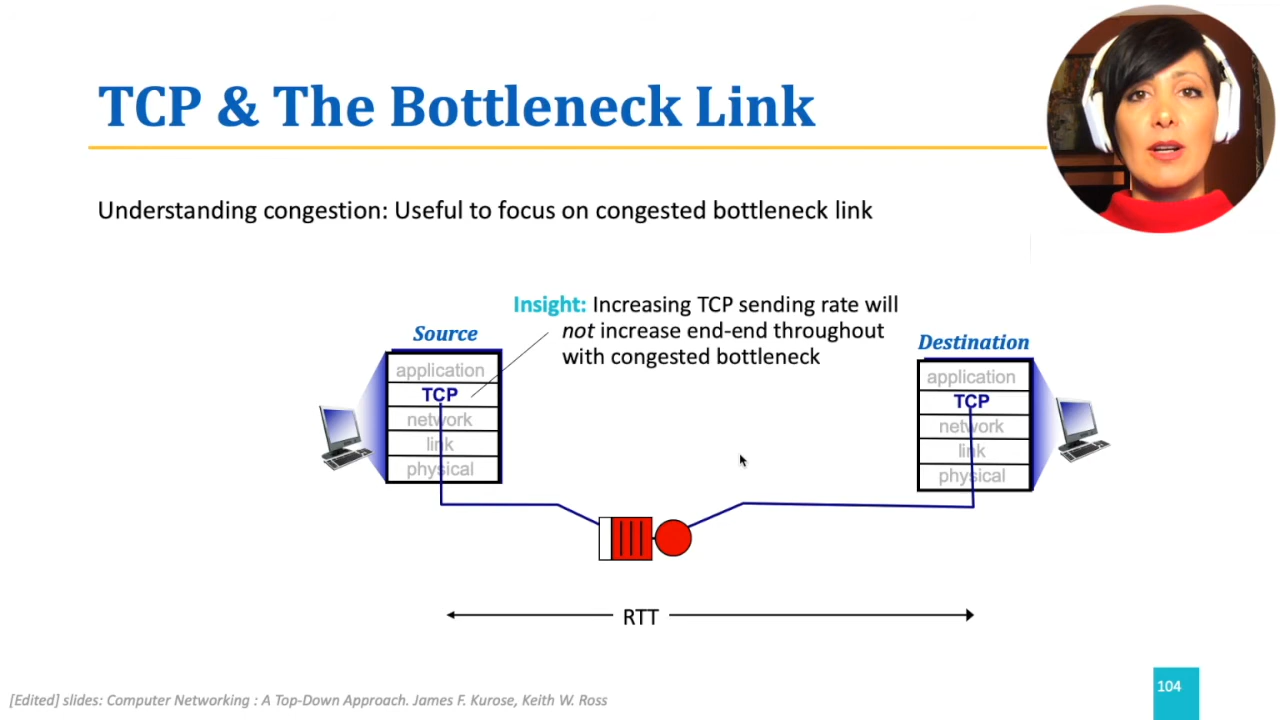 TCP & The Bottleneck Link
Understanding congestion: Useful to focus on congested bottleneck link
Insight: Increasing TCP sending rate will
not increase end-end throughout
with congested bottleneck
Source
application
TCP
network
link
physical
Destination
application
TCP
network
link
physical
RTT
[Edited] slides: Computer Networking : A Top-Down Approach. James F. Kurose, Keith W. Ross
104